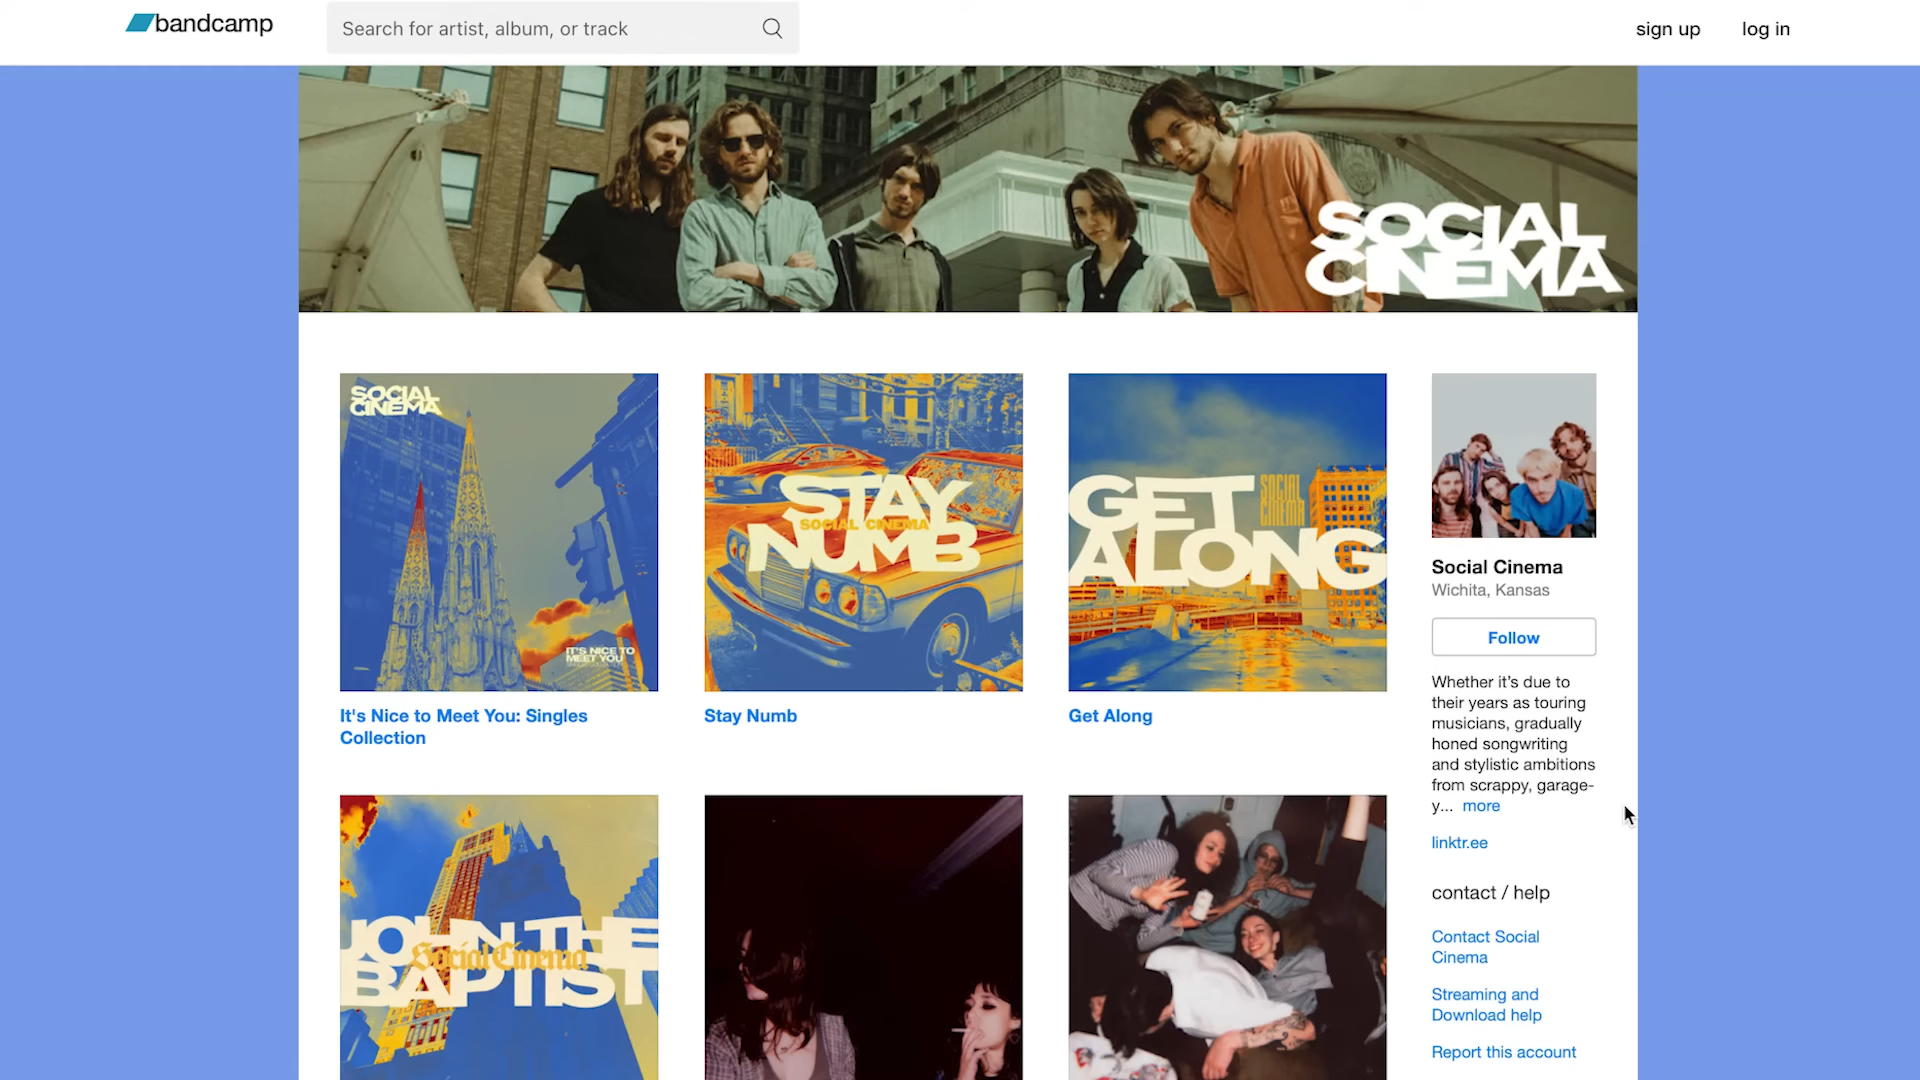 bandcamp
Search for artist, album, or track
sign up
log in
SOCIAL
CINEMA
SOCIAL
CINEMA
IT'S NICE TO
MEET YOU
STAY
SOCIAL CINEMA
NUMB
GET
SOCIAL
CINEMA
ALONG
It's Nice to Meet You: Singles
Collection
Stay Numb
Get Along
JOHN THE
Social Cinema
BAPTIST
Social Cinema
Wichita, Kansas
Follow
Whether it’s due to
their years as touring
musicians, gradually
honed songwriting
and stylistic ambitions
from scrappy, garage-
y... more
linktr.ee
contact / help
Contact Social
Cinema
Streaming and
Download help
Report this account